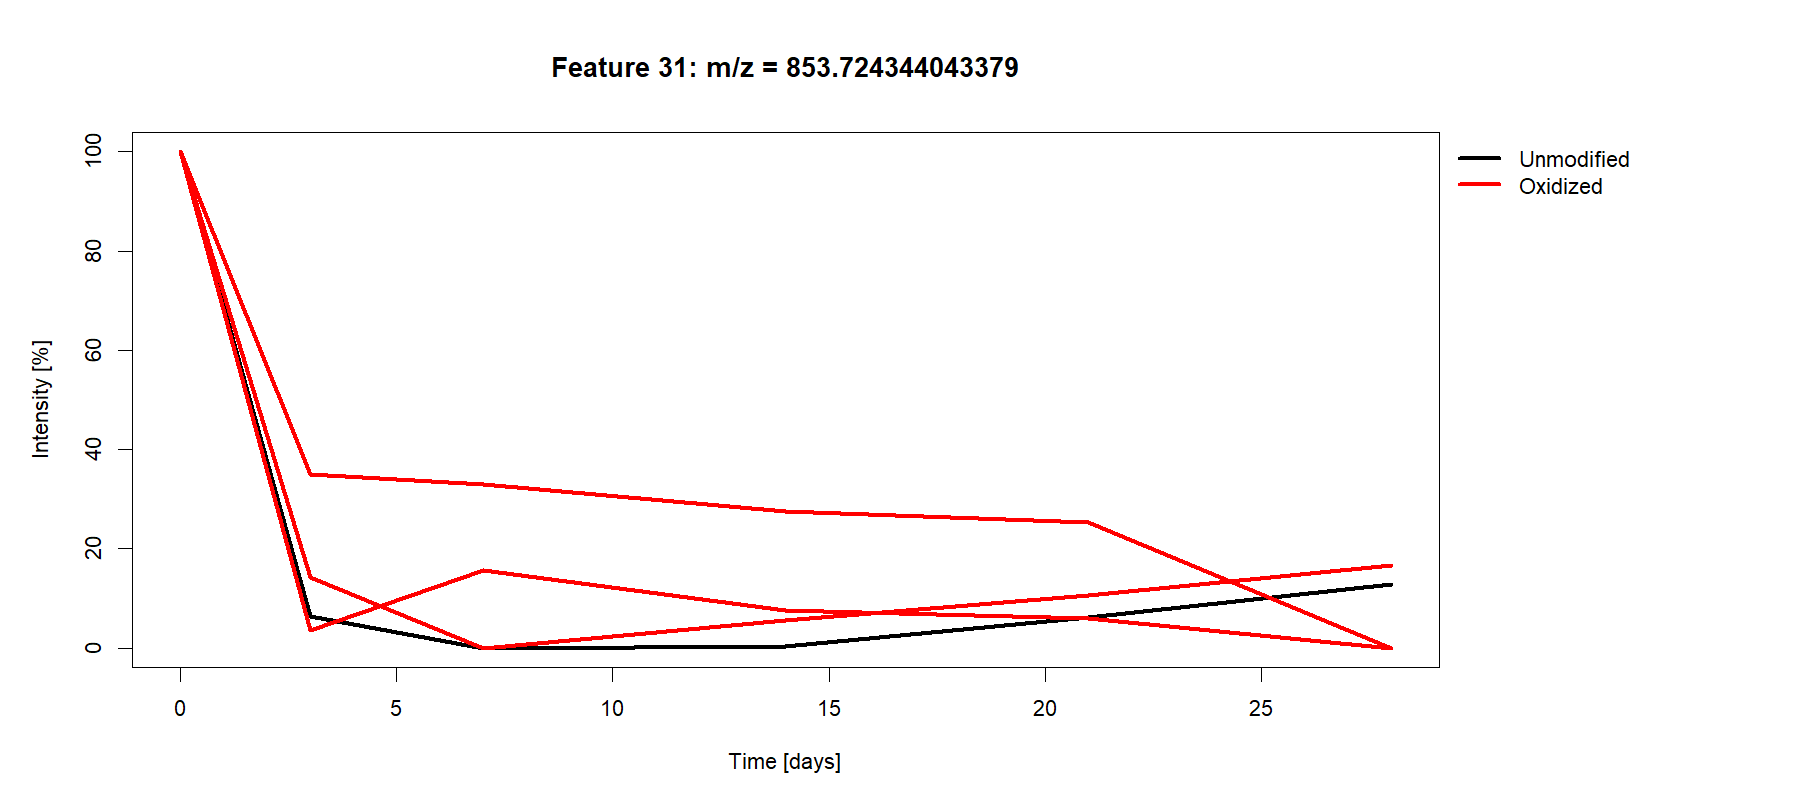 Feature 31: m/z = 853.724344043379
Unmodified
Oxidized
100
80
60
40
20
0
Intensity [%]
0 5 10 15 20 25
Time [days]